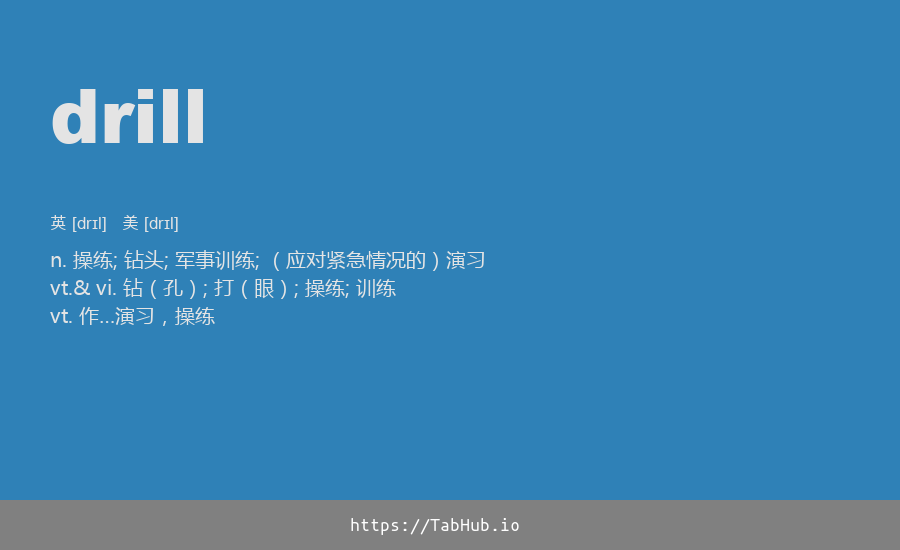 drill
英 [drɪl] 美 [drɪl]
n. 操练; 钻头; 军事训练; （应对紧急情况的）演习
vt.& vi. 钻（孔）; 打（眼）; 操练; 训练
vt. 作…演习，操练
https://TabHub.io